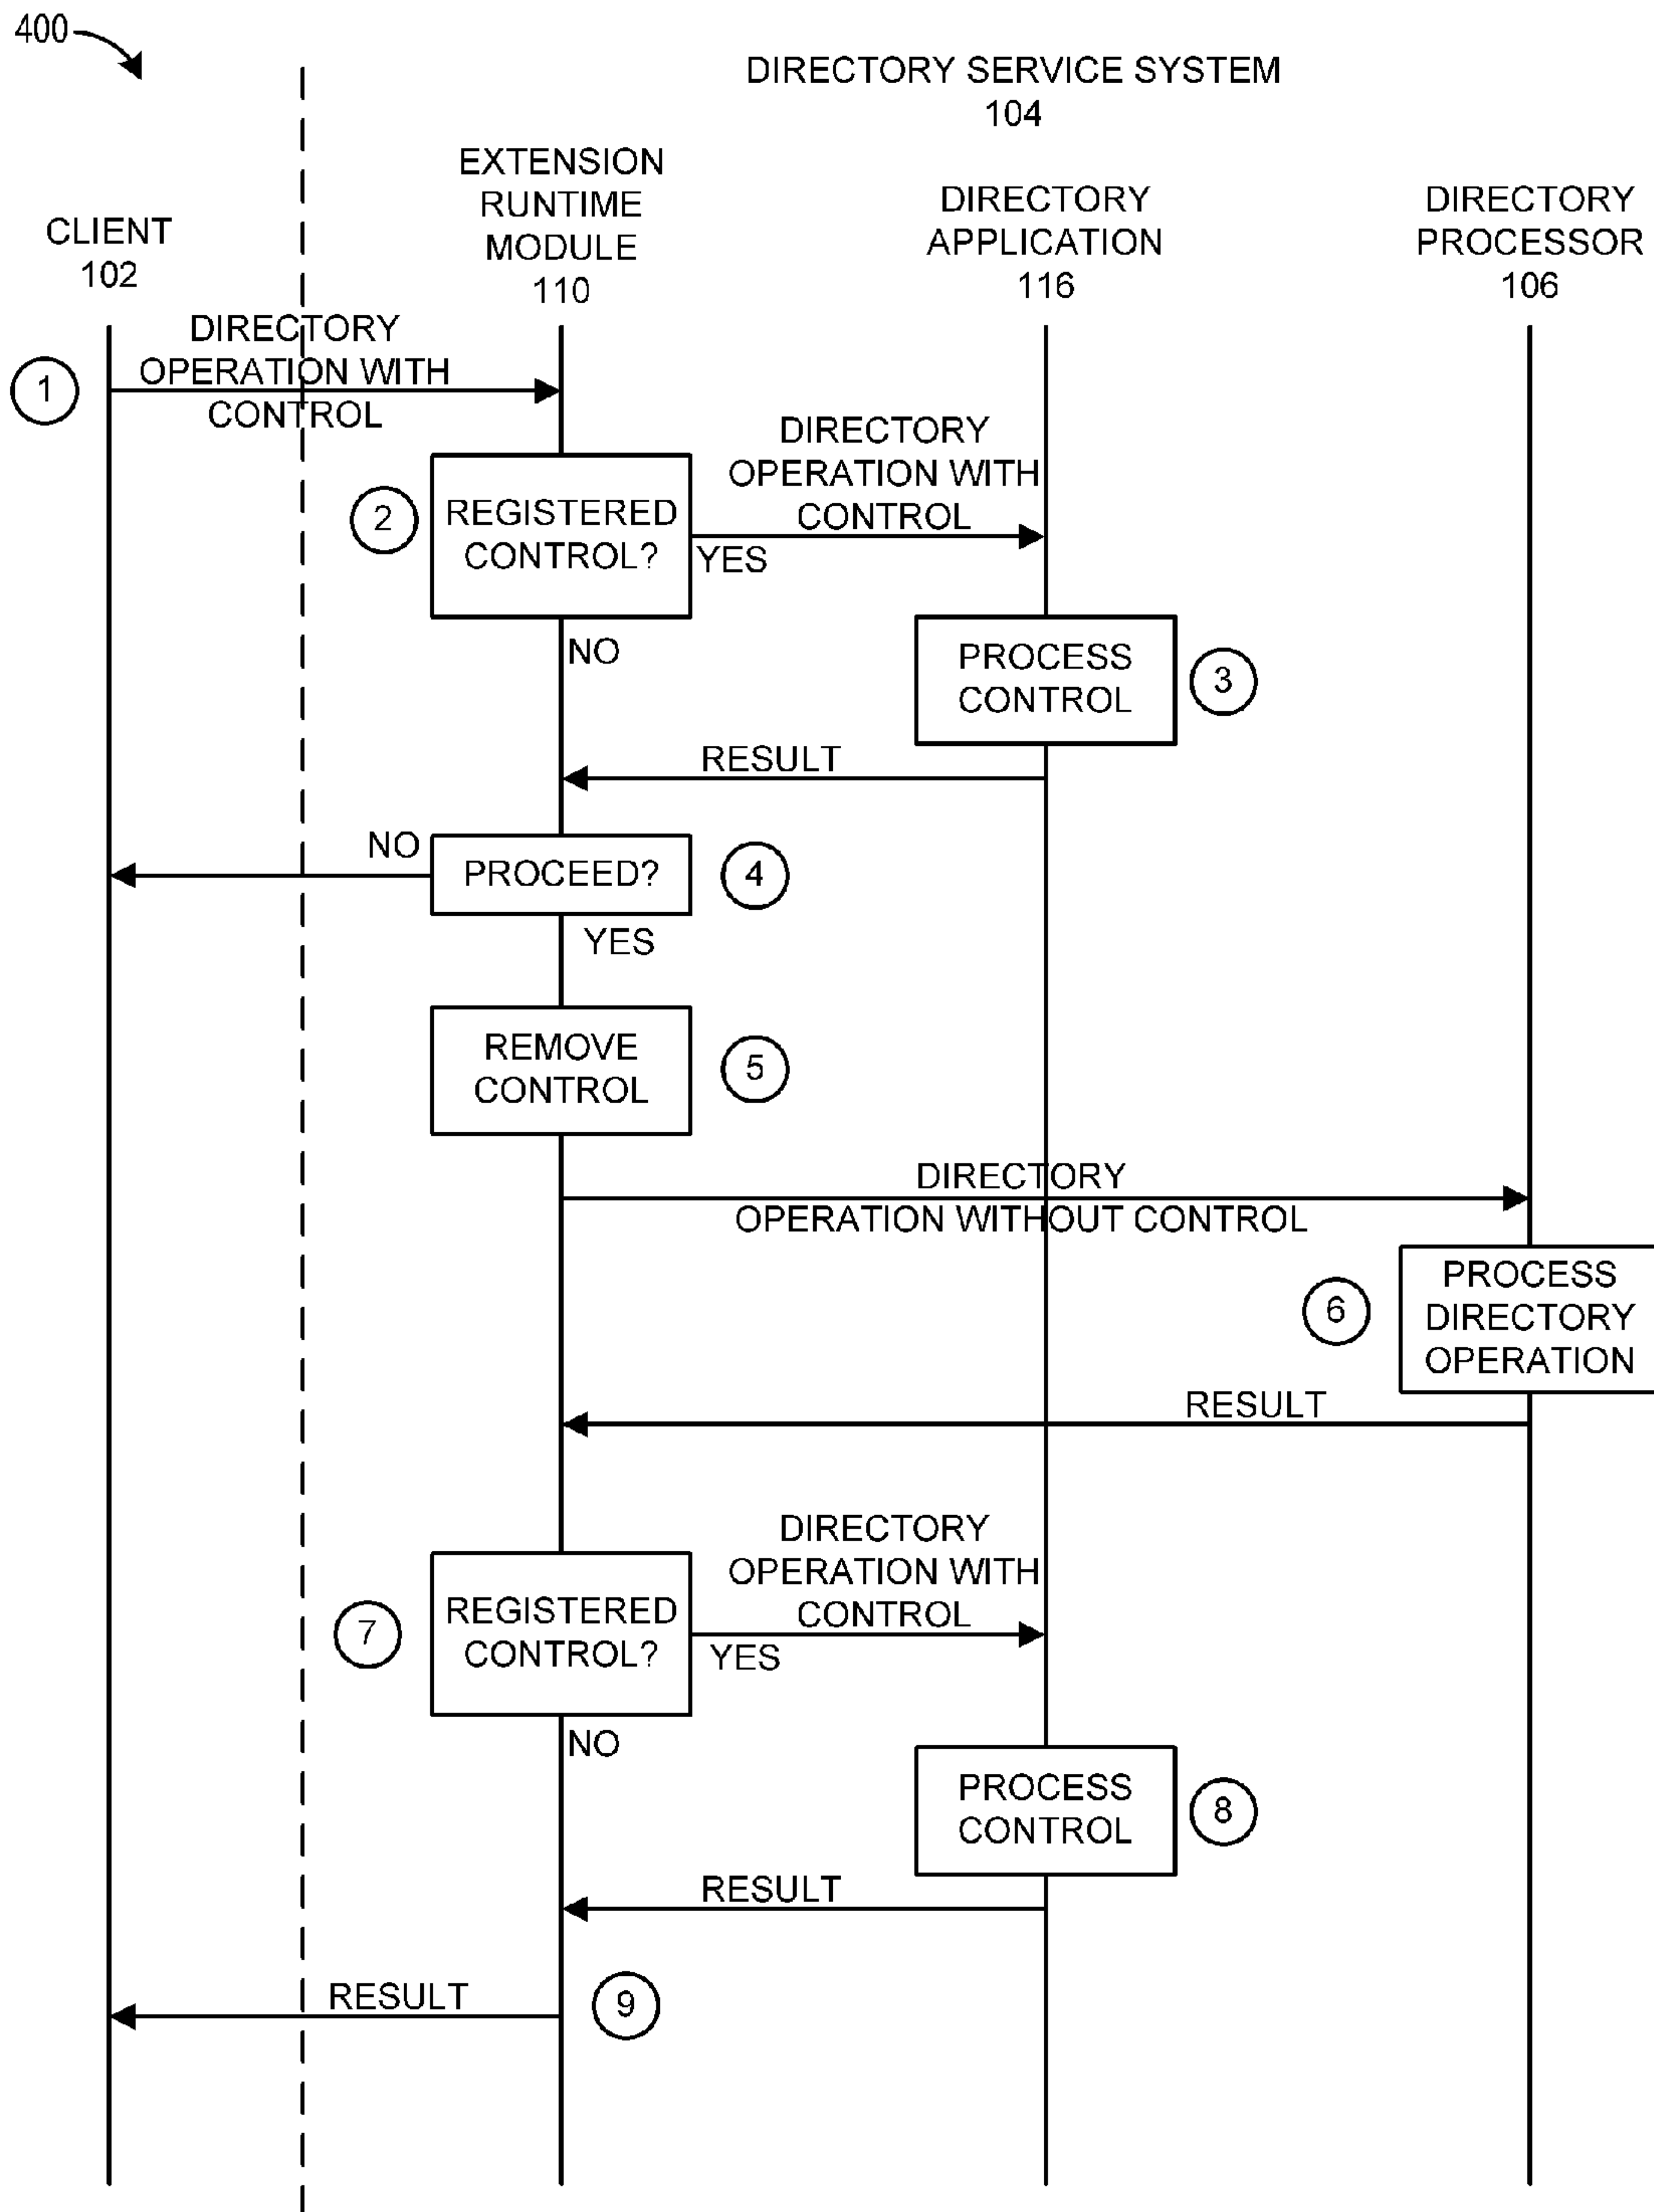 400
DIRECTORY SERVICE SYSTEM
104
CLIENT
102
EXTENSION
RUNTIME
MODULE
110
DIRECTORY
APPLICATION
116
DIRECTORY
PROCESSOR
106
1
DIRECTORY
OPERATION WITH
CONTROL
2
REGISTERED
CONTROL?
DIRECTORY
OPERATION WITH
CONTROL
YES
NO
PROCESS
CONTROL
3
RESULT
NO
PROCEED?
4
YES
REMOVE
CONTROL
5
DIRECTORY
OPERATION WITHOUT CONTROL
6
PROCESS
DIRECTORY
OPERATION
RESULT
7
REGISTERED
CONTROL?
DIRECTORY
OPERATION WITH
CONTROL
YES
NO
PROCESS
CONTROL
8
RESULT
RESULT
9